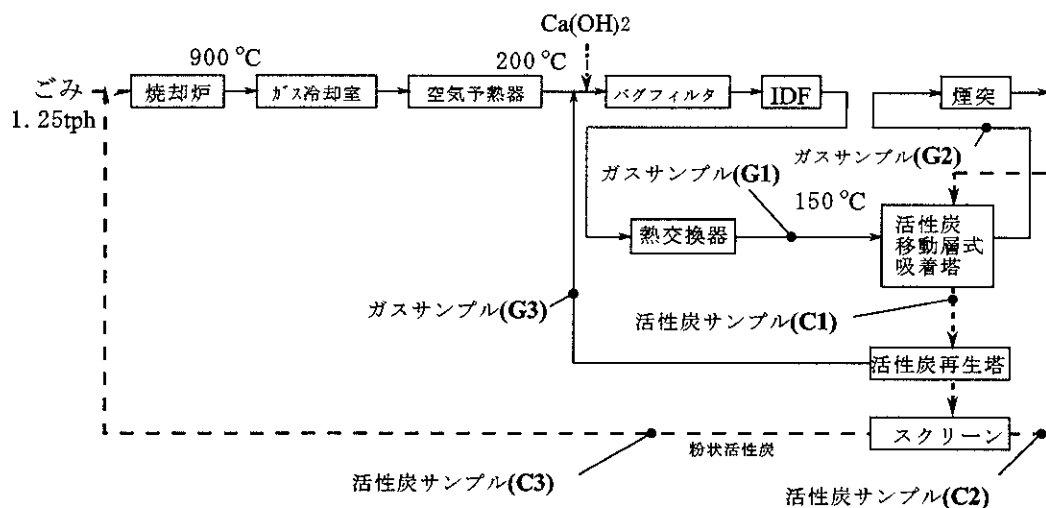 Ca(OH)2
900 °C
200 °C
ごみ
1.25tph
焼却炉
ガス冷却室
空気予熱器
バグフィルタ
IDF
煙突
ガスサンプル(G2)
ガスサンプル(G1)
150 °C
熱交換器
活性炭
移動層式
吸着塔
ガスサンプル(G3)
活性炭サンプル(C1)
活性炭再生塔
スクリーン
粉状活性炭
活性炭サンプル(C3)
活性炭サンプル(C2)